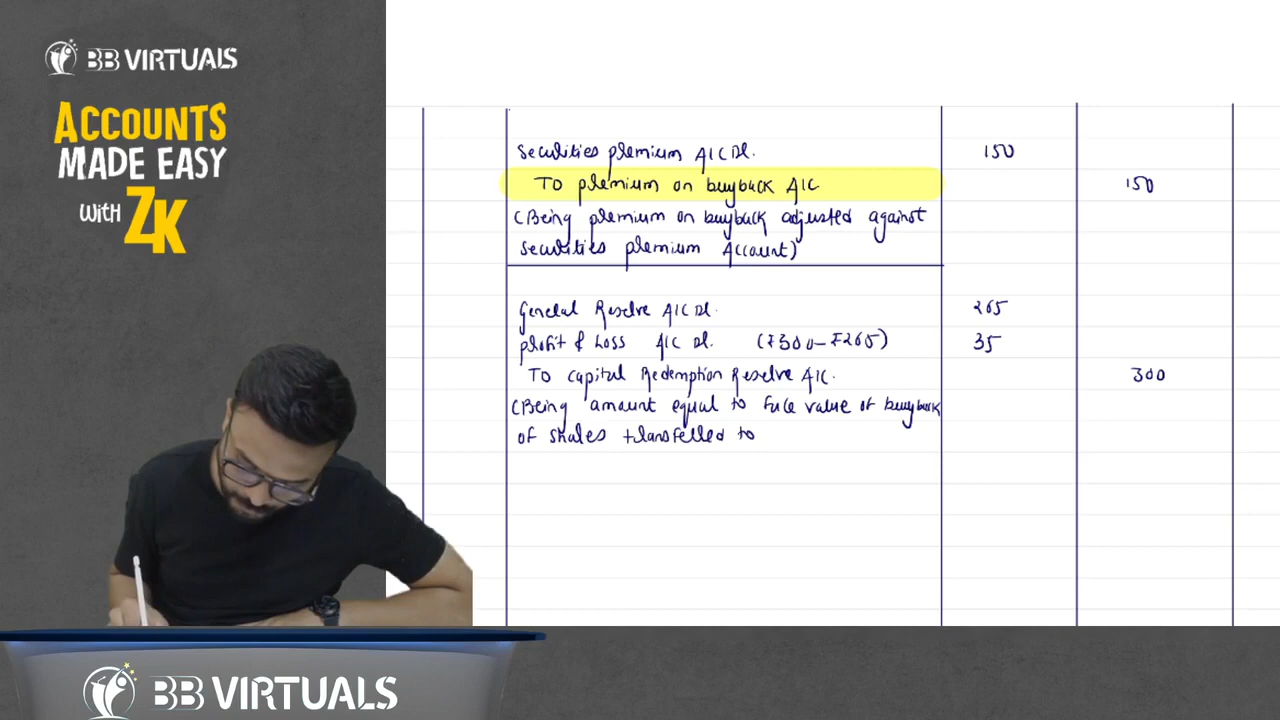 BB VIRTUALS
ACCOUNTS
MADE EASY
with ZK
Securities premium A/C Dr. 150
To premium on buyback A/C 150
(Being premium on buyback adjusted against
Securities premium Account)
General Reserve A/C Dr. 265
Profit & Loss A/C Dr. (₹300-₹265) 35
To Capital Redemption Reserve A/C. 300
(Being amount equal to face value of buyback
of shares transferred to
BB VIRTUALS